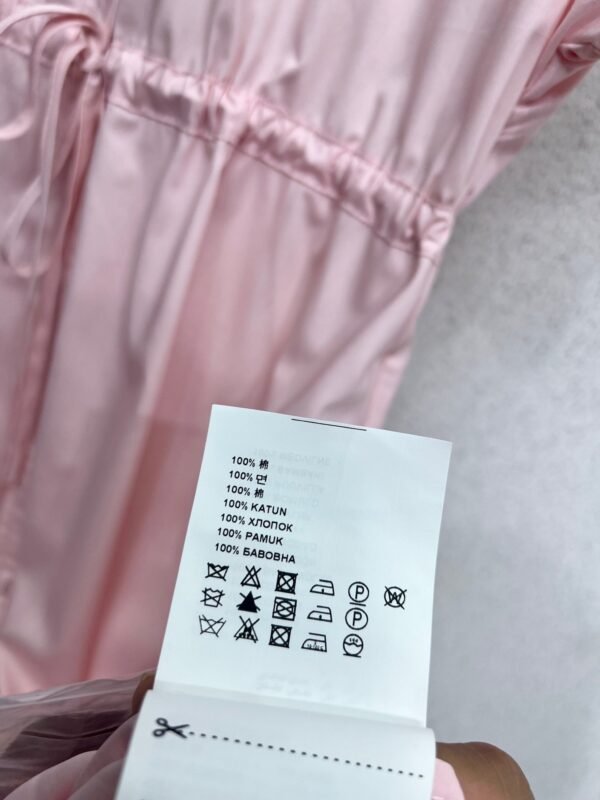 100% 棉
100% 면
100% 棉
100% KATUN
100% ХЛОПОК
100% PAMUK
100% БАВОВНА
P W
P